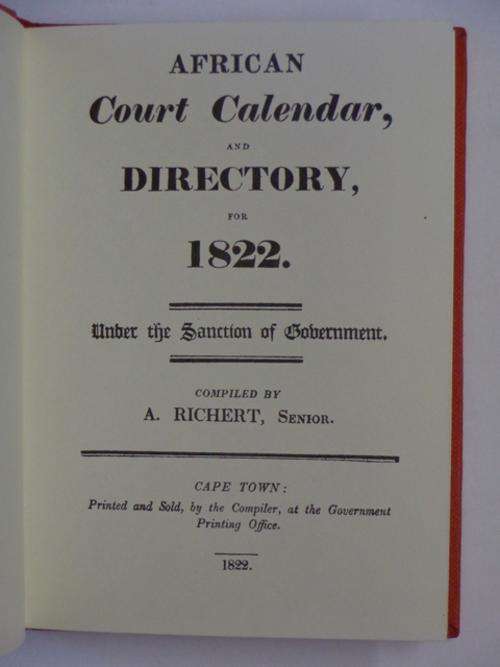 AFRICAN
Court Calendar,
AND
DIRECTORY,
FOR
1822.
Under the Sanction of Government.
COMPILED BY
A. RICHERT, SENIOR.
CAPE TOWN:
Printed and Sold, by the Compiler, at the Government
Printing Office.
1822.